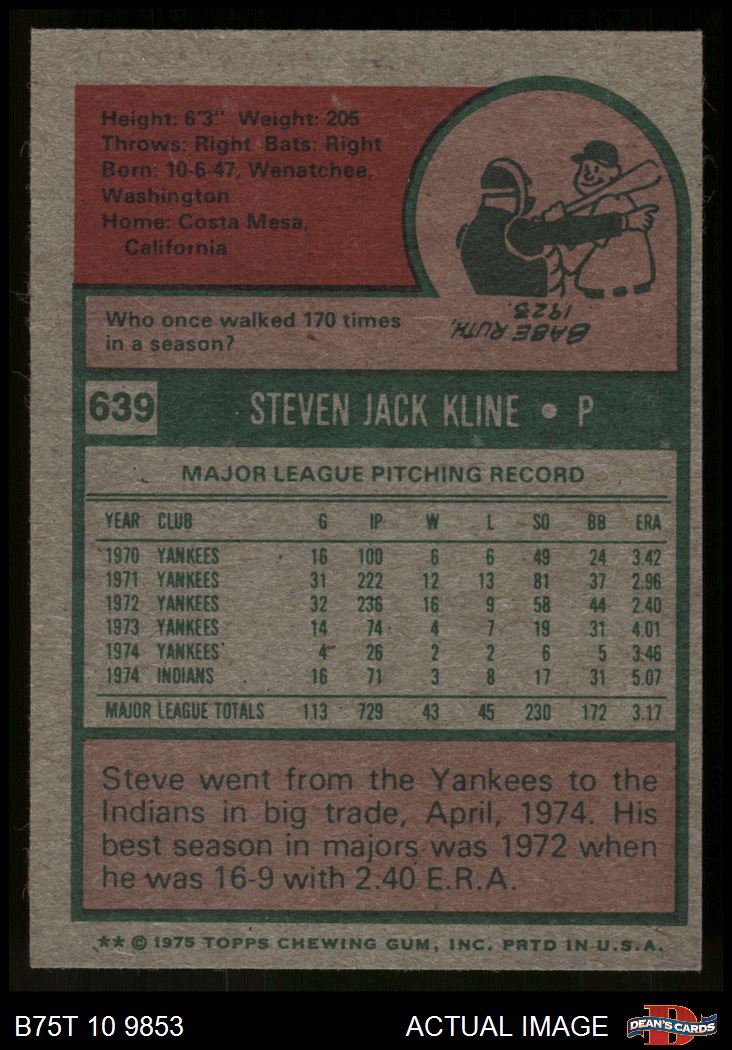 Height: 6'3" Weight: 205
Throws: Right Bats: Right
Born: 10-6-47, Wenatchee,
Washington
Home: Costa Mesa,
California
Who once walked 170 times
in a season?
BABE RUTH,
1923.
639 STEVEN JACK KLINE • P
MAJOR LEAGUE PITCHING RECORD
YEAR CLUB G IP W L SO BB ERA
1970 YANKEES 16 100 6 6 49 24 3.42
1971 YANKEES 31 222 12 13 81 37 2.96
1972 YANKEES 32 236 16 9 58 44 2.40
1973 YANKEES 14 74 4 7 19 31 4.01
1974 YANKEES 4 26 2 2 6 5 3.46
1974 INDIANS 16 71 3 8 17 31 5.07
MAJOR LEAGUE TOTALS 113 729 43 45 230 172 3.17
Steve went from the Yankees to the
Indians in big trade, April, 1974. His
best season in majors was 1972 when
he was 16-9 with 2.40 E.R.A.
** © 1975 TOPPS CHEWING GUM, INC. PRTD IN U.S.A.
B75T 10 9853 ACTUAL IMAGE DEAN'S CARDS